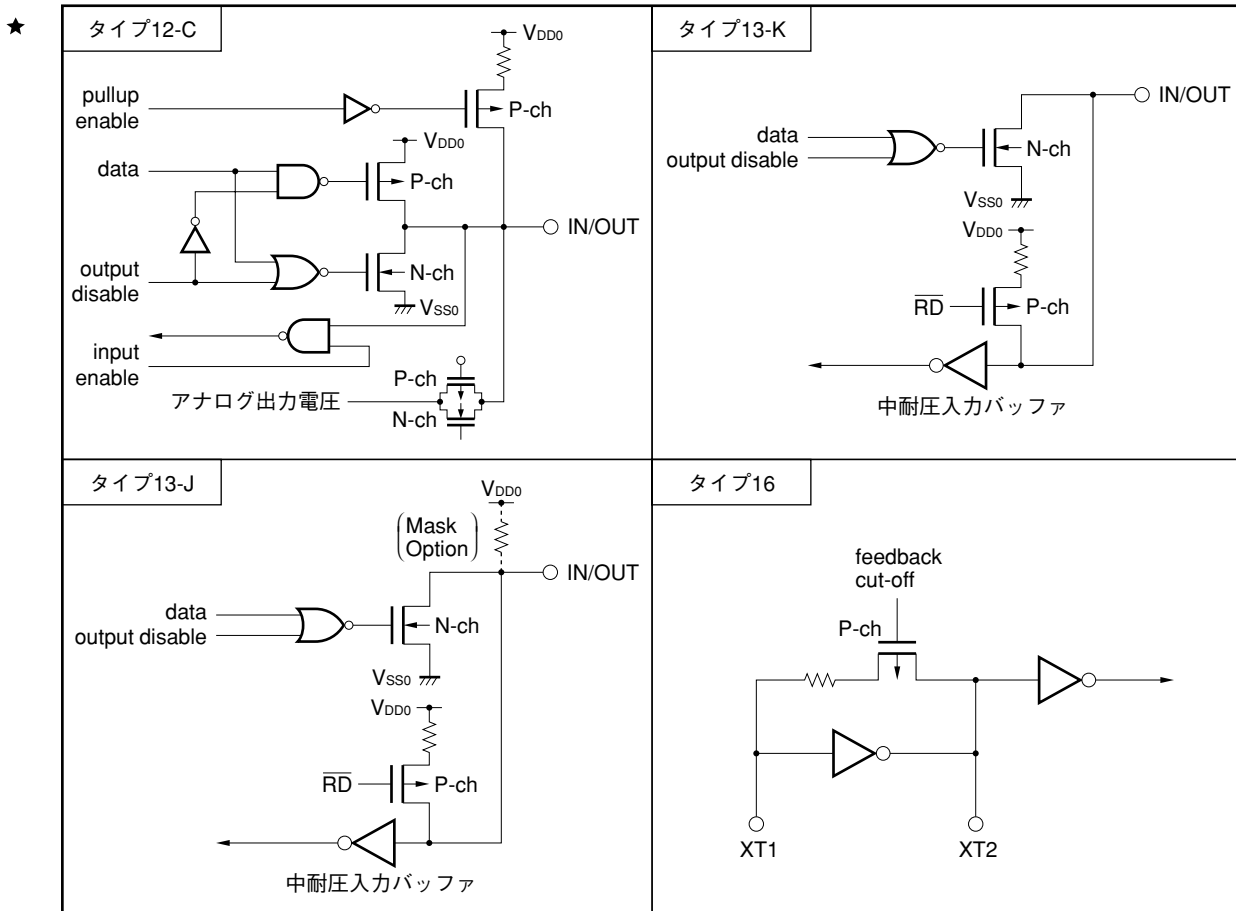 ★
タイプ12-C
VDD0
pullup
enable
P-ch
VDD0
data
P-ch
IN/OUT
output
disable
N-ch
VSS0
input
enable
P-ch
アナログ出力電圧
N-ch
タイプ13-K
IN/OUT
data
output disable
N-ch
VSS0
VDD0
RD
P-ch
中耐圧入力バッファ
タイプ13-J
VDD0
(Mask
Option)
IN/OUT
data
output disable
N-ch
VSS0
VDD0
RD
P-ch
中耐圧入力バッファ
タイプ16
feedback
cut-off
P-ch
XT1
XT2